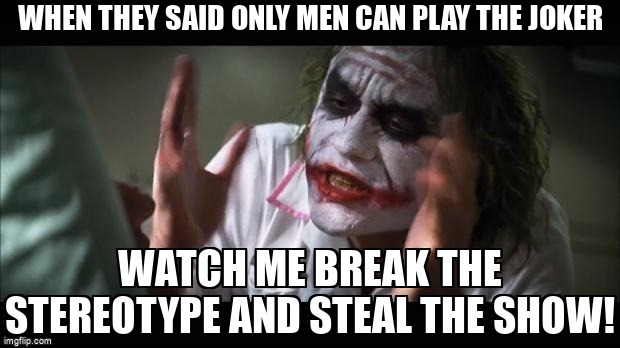 WHEN THEY SAID ONLY MEN CAN PLAY THE JOKER
WATCH ME BREAK THE
STEREOTYPE AND STEAL THE SHOW!
imgflip.com